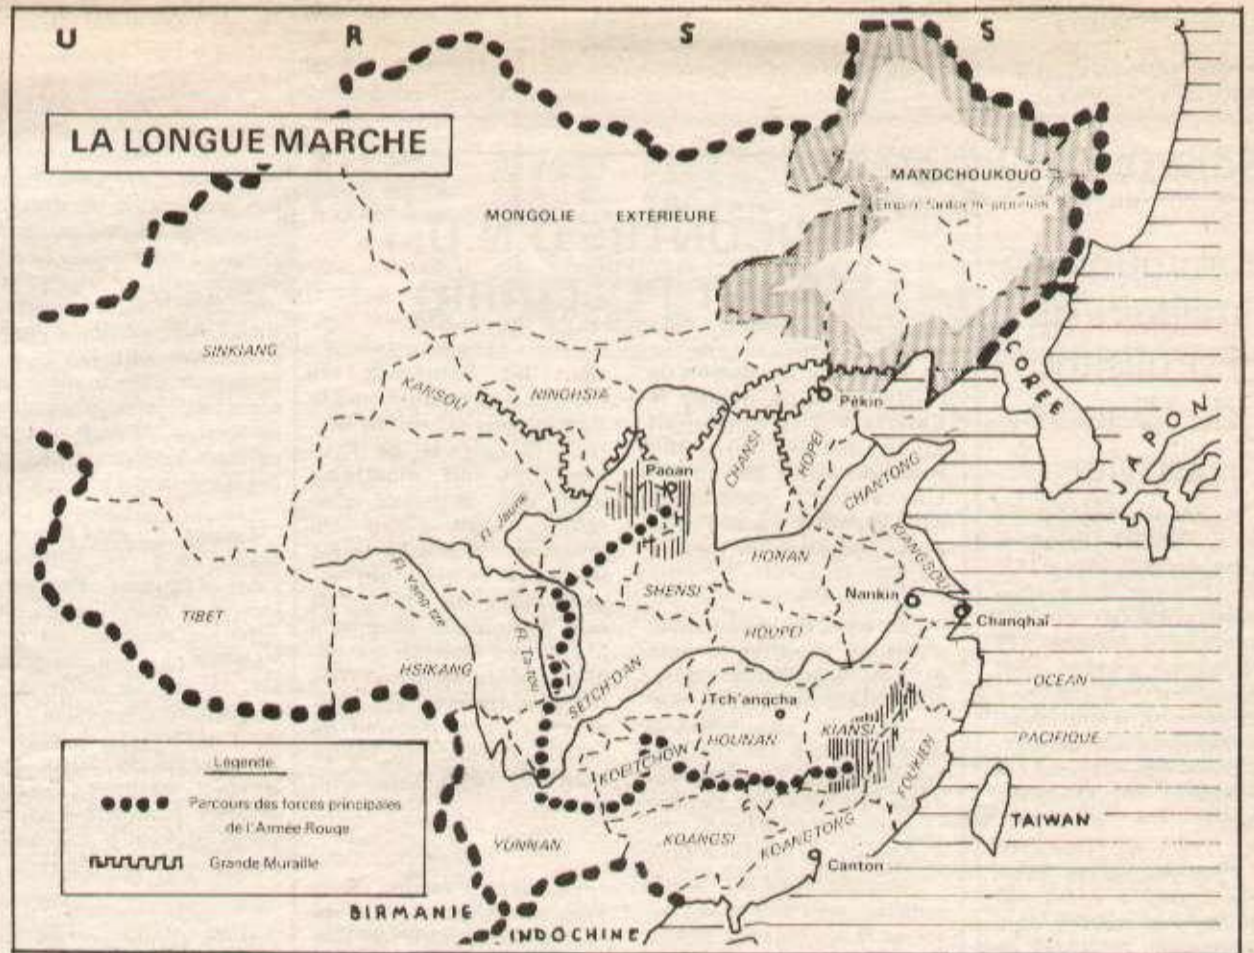 U R S S
LA LONGUE MARCHE
MANDCHOUKOUO
MONGOLIE EXTÉRIEURE
SINKIANG
CORÉE
KANSOU
NINGHSIA
Pékin
JAPON
CHANSI
HOPEI
Paoan
CHANTONG
Fl. Jaune
KIANGSOU
HONAN
Fl. Yang-tze
SHENSI
Nankin
Changhaï
TIBET
HOUPEI
Fl. Ta-tou
HSIKANG
SETCH'OAN
OCEAN
PACIFIQUE
Tch'angcha
KIANSI
HOUNAN
KOEITCHOW
FOUKIEN
Légende
Parcours des forces principales
de l'Armée Rouge
Grande Muraille
TAIWAN
YUNNAN
KOANGSI
KOANGTONG
Canton
BIRMANIE
INDOCHINE